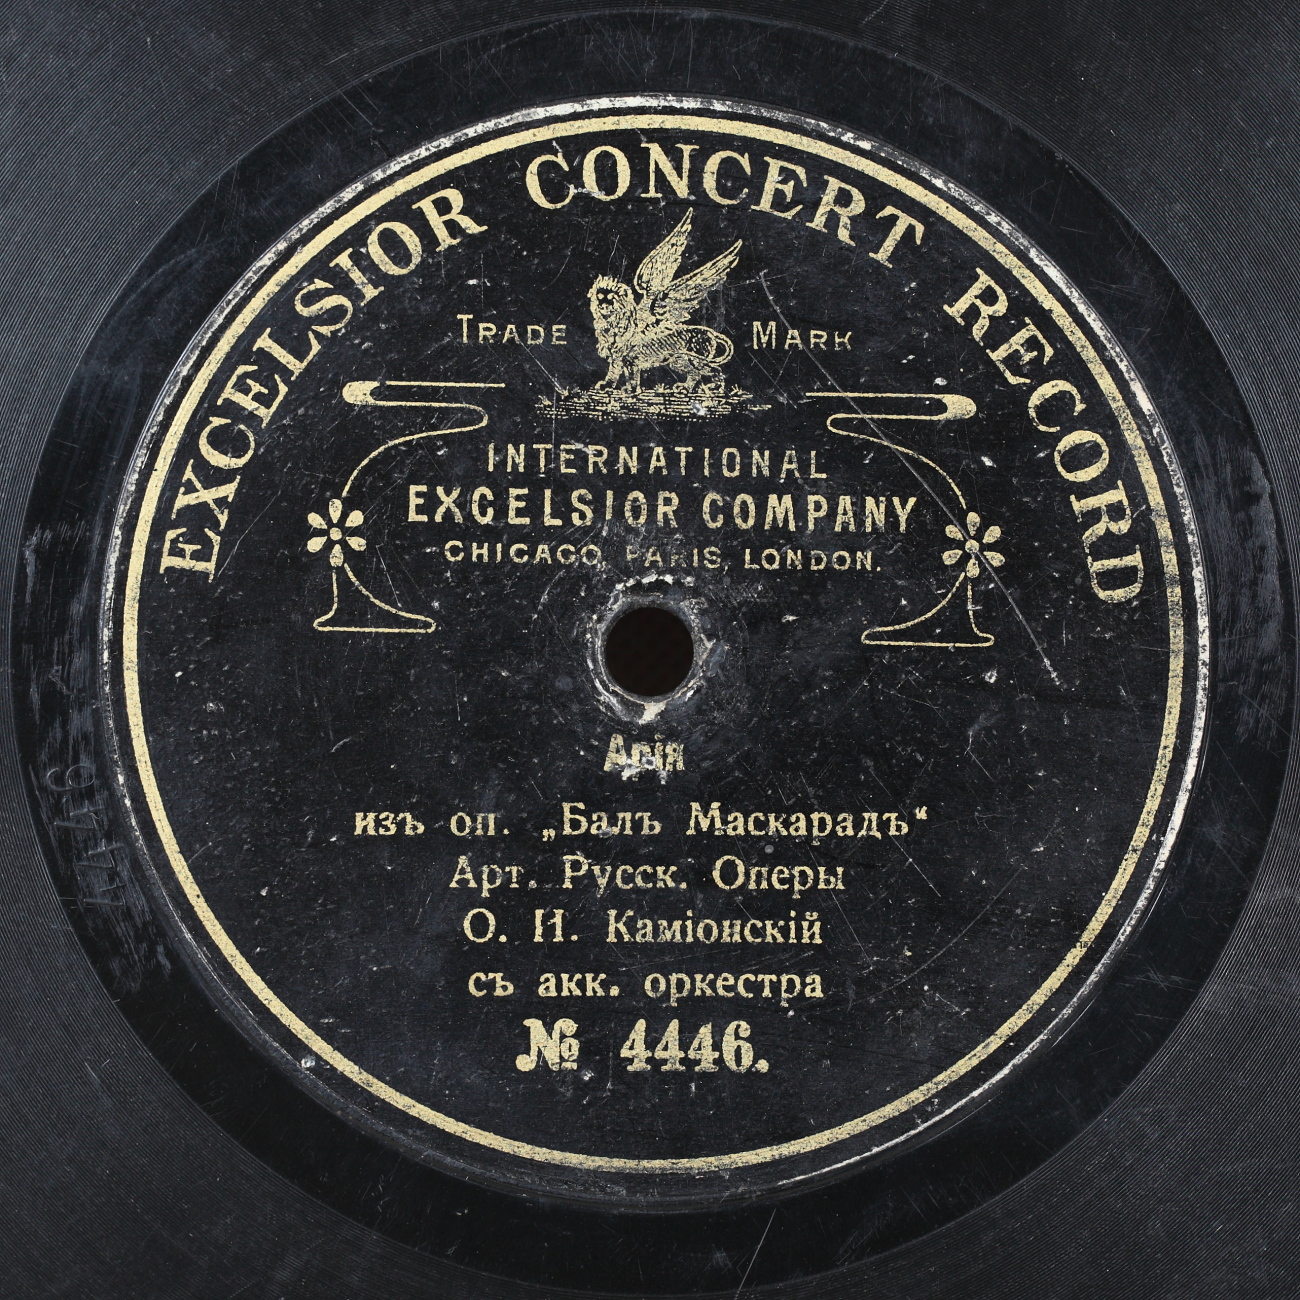 EXCELSIOR CONCERT RECORD
TRADE MARK
INTERNATIONAL
EXCELSIOR COMPANY
CHICAGO, PARIS, LONDON.
Арія
изъ оп. „Балъ Маскарадъ“
Арт. Русск. Оперы
О. И. Каміонскій
съ акк. оркестра
№ 4446.
4446